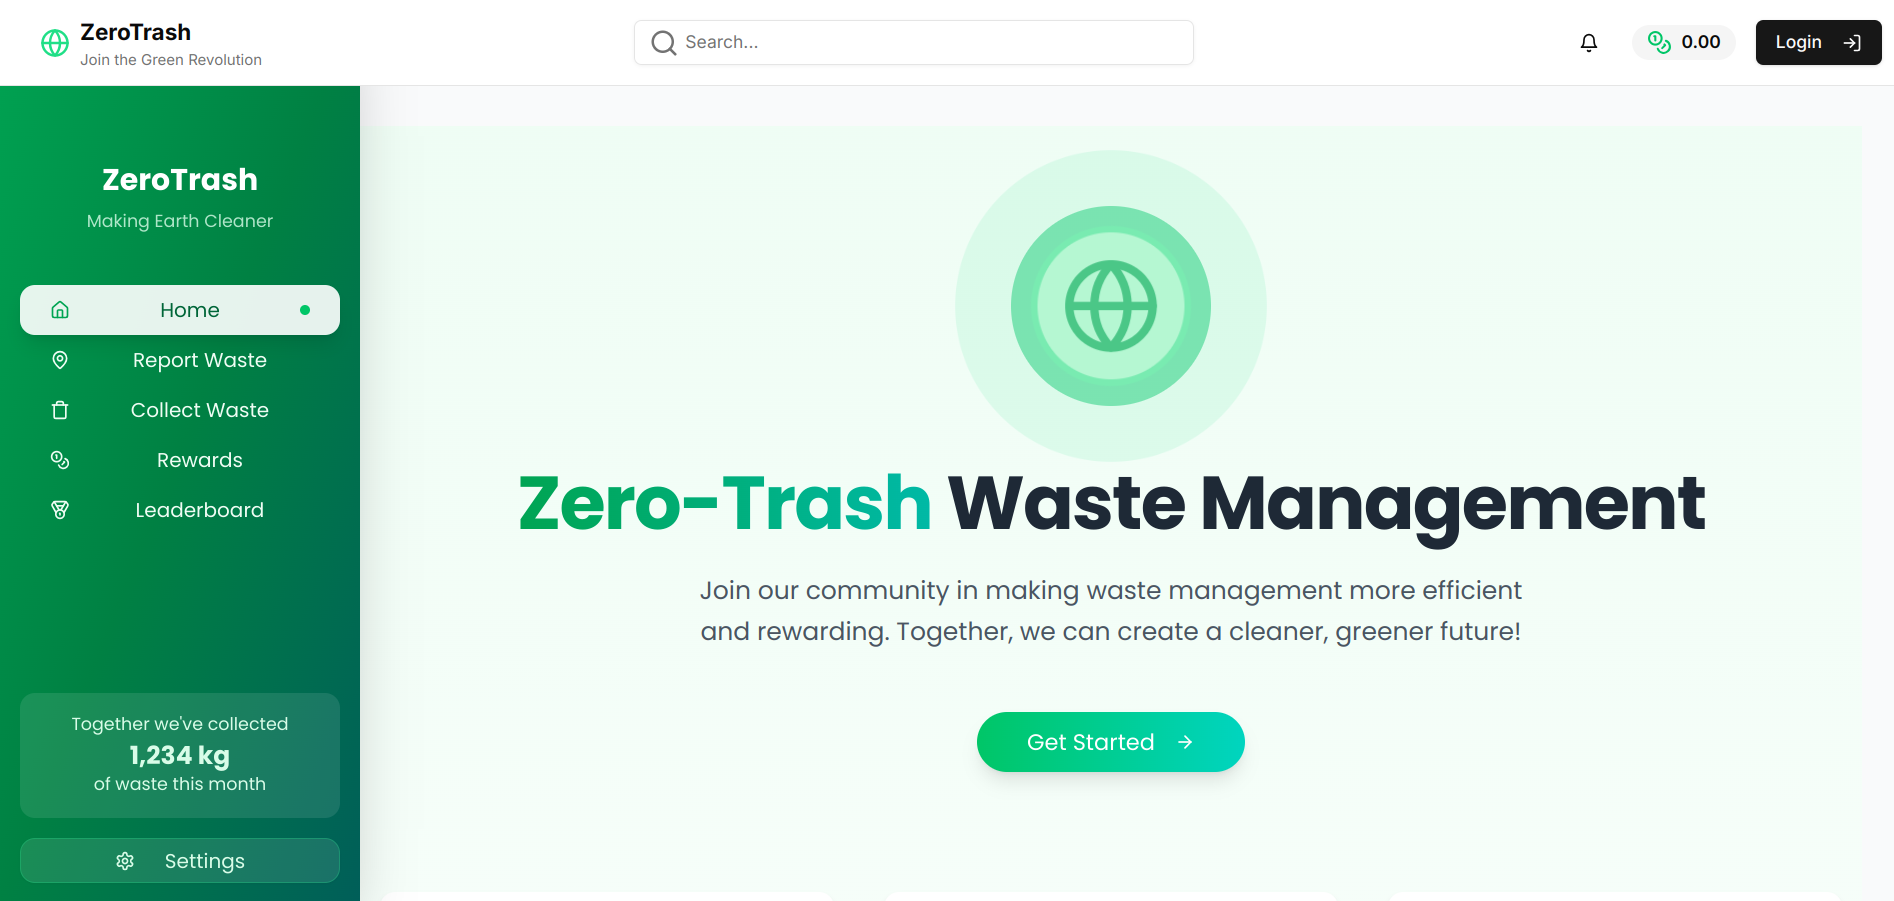 ZeroTrash
Join the Green Revolution
Search...
0.00
Login
ZeroTrash
Making Earth Cleaner
Home
Report Waste
Collect Waste
Rewards
Leaderboard
Together we've collected
1,234 kg
of waste this month
Settings
Zero-Trash Waste Management
Join our community in making waste management more efficient
and rewarding. Together, we can create a cleaner, greener future!
Get Started